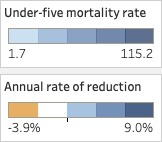 Under-five mortality rate
1.7 115.2
Annual rate of reduction
-3.9% 9.0%